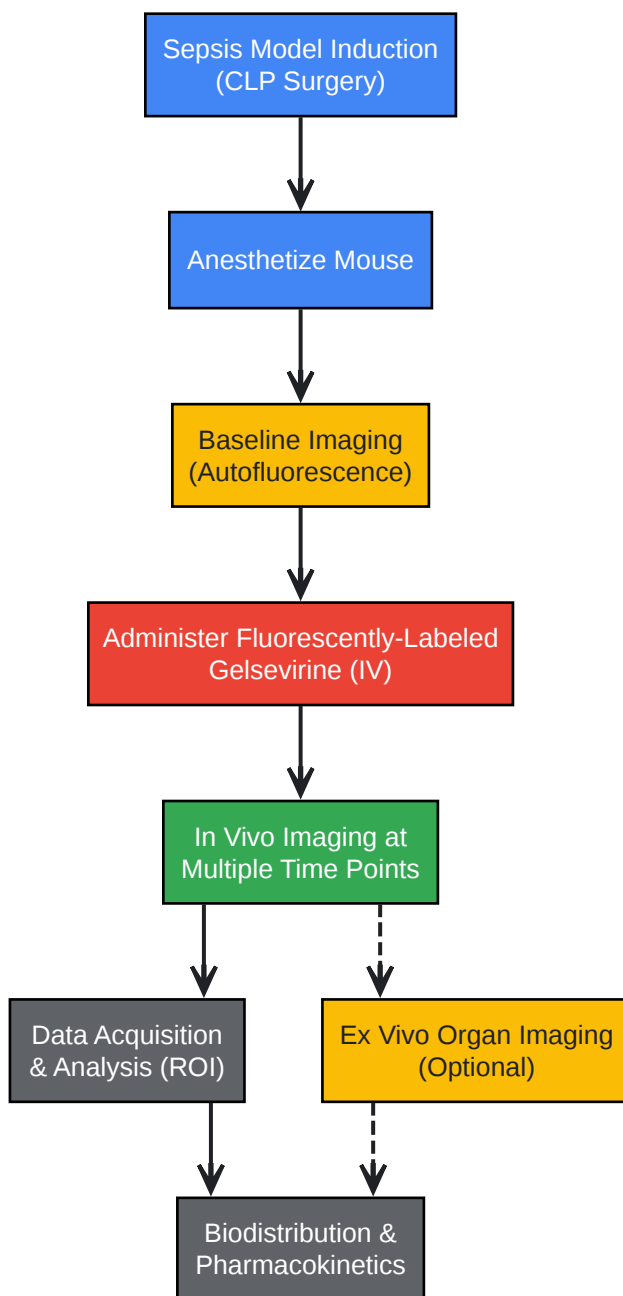 Sepsis Model Induction
(CLP Surgery)
Anesthetize Mouse
Baseline Imaging
(Autofluorescence)
Administer Fluorescently-Labeled
Gelsevirine (IV)
In Vivo Imaging at
Multiple Time Points
Data Acquisition
& Analysis (ROI)
Ex Vivo Organ Imaging
(Optional)
Biodistribution &
Pharmacokinetics